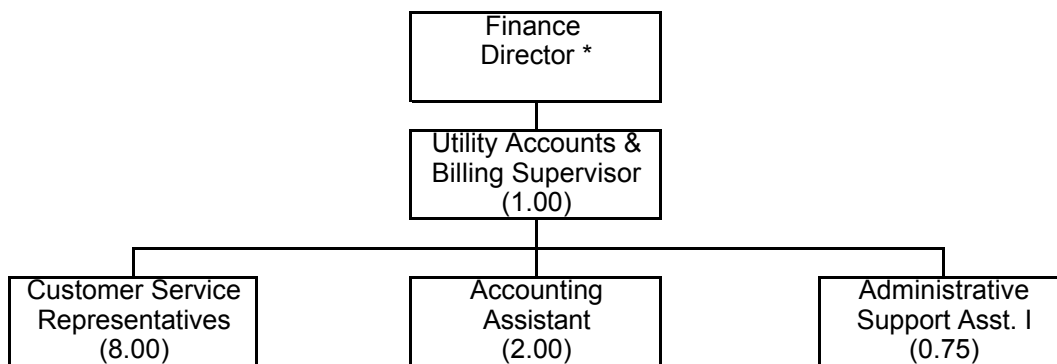 Finance
Director *
Utility Accounts &
Billing Supervisor
(1.00)
Customer Service
Representatives
(8.00)
Accounting
Assistant
(2.00)
Administrative
Support Asst. I
(0.75)